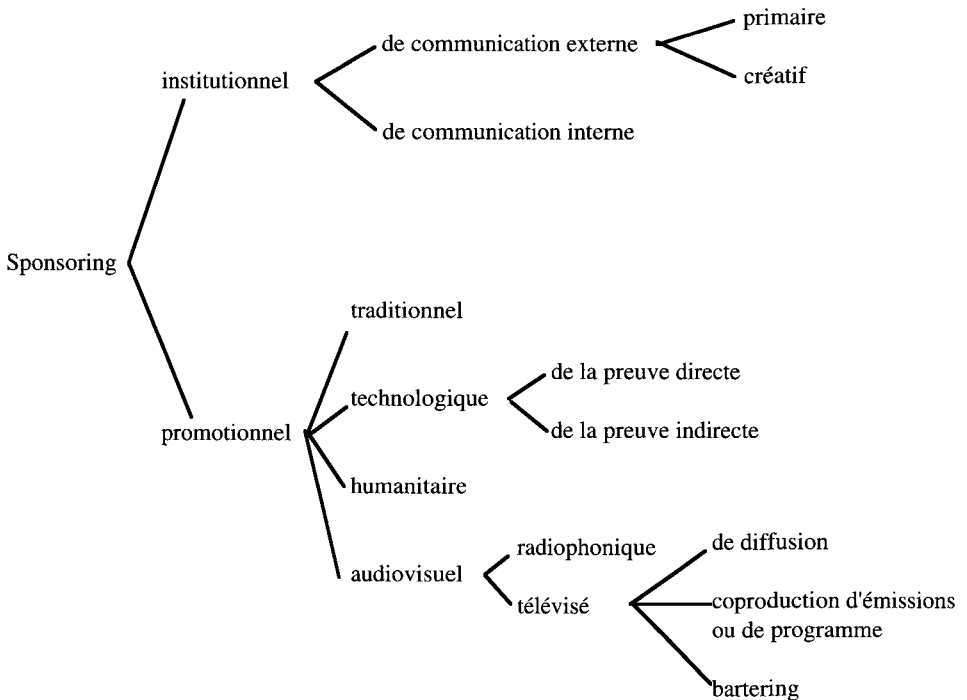 primaire
de communication externe
créatif
institutionnel
de communication interne
Sponsoring
traditionnel
de la preuve directe
technologique
de la preuve indirecte
promotionnel
humanitaire
radiophonique
de diffusion
audiovisuel
télévisé
coproduction d'émissions
ou de programme
bartering